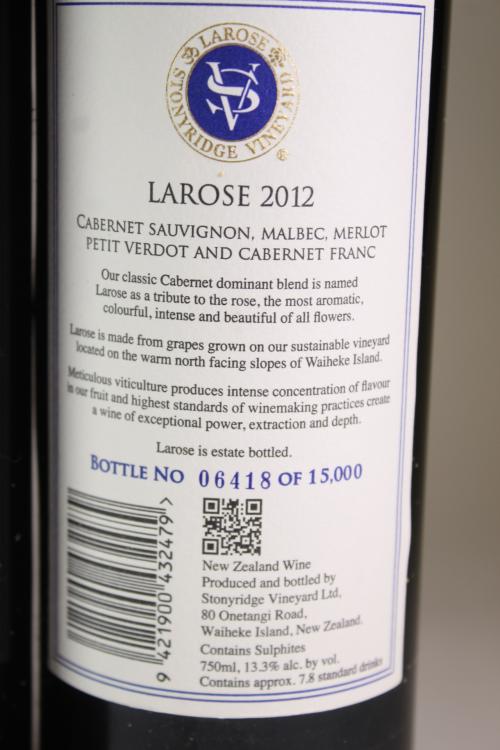 LAROSE
STONYRIDGE VINEYARD
SV
®
LAROSE 2012
CABERNET SAUVIGNON, MALBEC, MERLOT
PETIT VERDOT AND CABERNET FRANC
Our classic Cabernet dominant blend is named
Larose as a tribute to the rose, the most aromatic,
colourful, intense and beautiful of all flowers.
Larose is made from grapes grown on our sustainable vineyard
located on the warm north facing slopes of Waiheke Island.
Meticulous viticulture produces intense concentration of flavour
in our fruit and highest standards of winemaking practices create
a wine of exceptional power, extraction and depth.
Larose is estate bottled.
BOTTLE NO 06418 OF 15,000
9 421900 432479 >
New Zealand Wine
Produced and bottled by
Stonyridge Vineyard Ltd,
80 Onetangi Road,
Waiheke Island, New Zealand.
Contains Sulphites
750ml, 13.3% alc. by vol.
Contains approx. 7.8 standard drinks